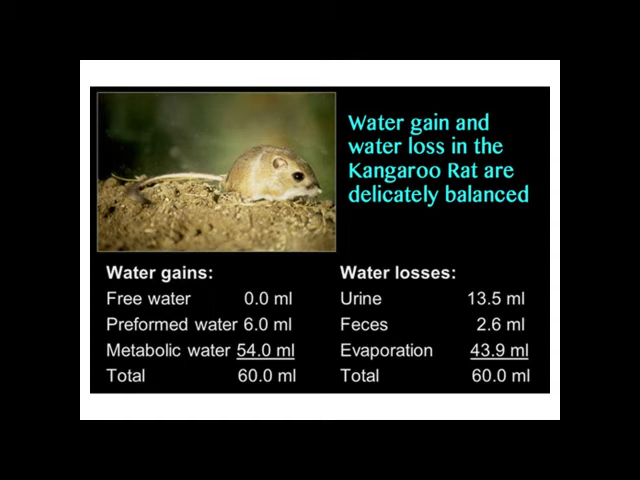 Water gain and
water loss in the
Kangaroo Rat are
delicately balanced
Water gains:
Free water 0.0 ml
Preformed water 6.0 ml
Metabolic water 54.0 ml
Total 60.0 ml
Water losses:
Urine 13.5 ml
Feces 2.6 ml
Evaporation 43.9 ml
Total 60.0 ml